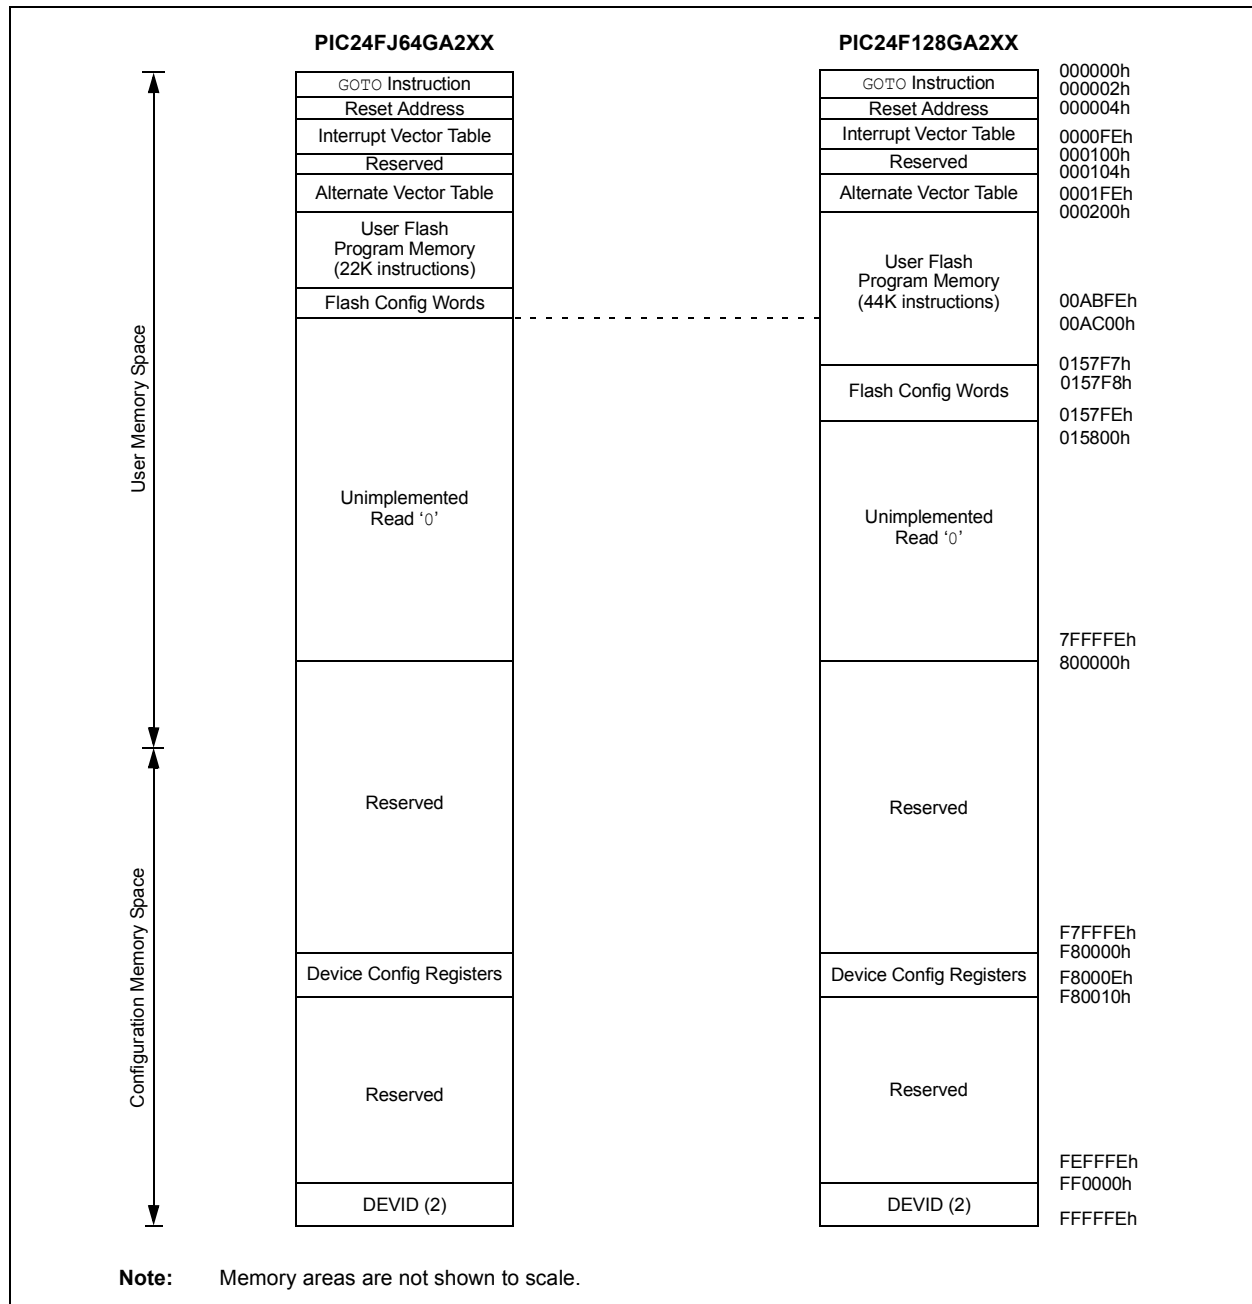 PIC24FJ64GA2XX
GOTO Instruction
Reset Address
Interrupt Vector Table
Reserved
Alternate Vector Table
User Flash
Program Memory
(22K instructions)
Flash Config Words
Unimplemented
Read ‘0’
Reserved
Device Config Registers
Reserved
DEVID (2)
PIC24F128GA2XX
GOTO Instruction
Reset Address
Interrupt Vector Table
Reserved
Alternate Vector Table
User Flash
Program Memory
(44K instructions)
Flash Config Words
Unimplemented
Read ‘0’
Reserved
Device Config Registers
Reserved
DEVID (2)
000000h
000002h
000004h
0000FEh
000100h
000104h
0001FEh
000200h
00ABFEh
00AC00h
0157F7h
0157F8h
0157FEh
015800h
7FFFFEh
800000h
F7FFFEh
F80000h
F8000Eh
F80010h
FEFFFEh
FF0000h
FFFFFEh
User Memory Space
Configuration Memory Space
Note: Memory areas are not shown to scale.